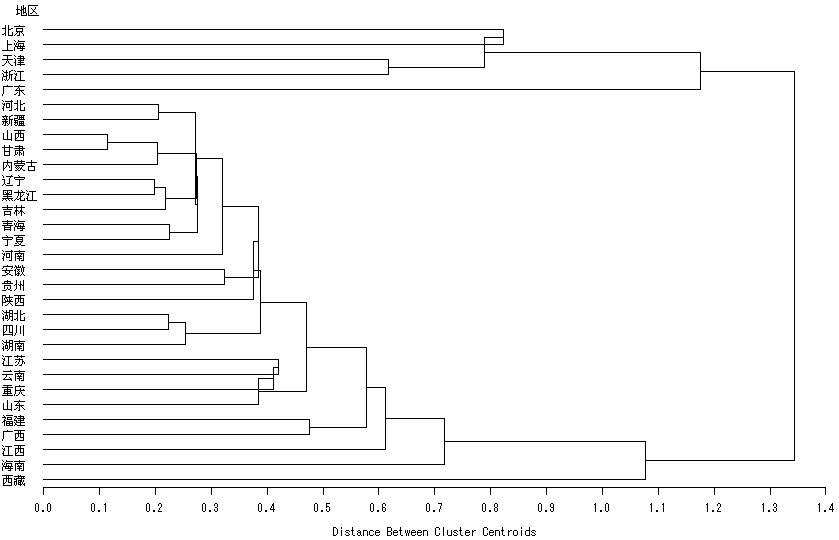 地区
北京
上海
天津
浙江
广东
河北
新疆
山西
甘肃
内蒙古
辽宁
黑龙江
吉林
青海
宁夏
河南
安徽
贵州
陕西
湖北
四川
湖南
江苏
云南
重庆
山东
福建
广西
江西
海南
西藏
0.0 0.1 0.2 0.3 0.4 0.5 0.6 0.7 0.8 0.9 1.0 1.1 1.2 1.3 1.4
Distance Between Cluster Centroids